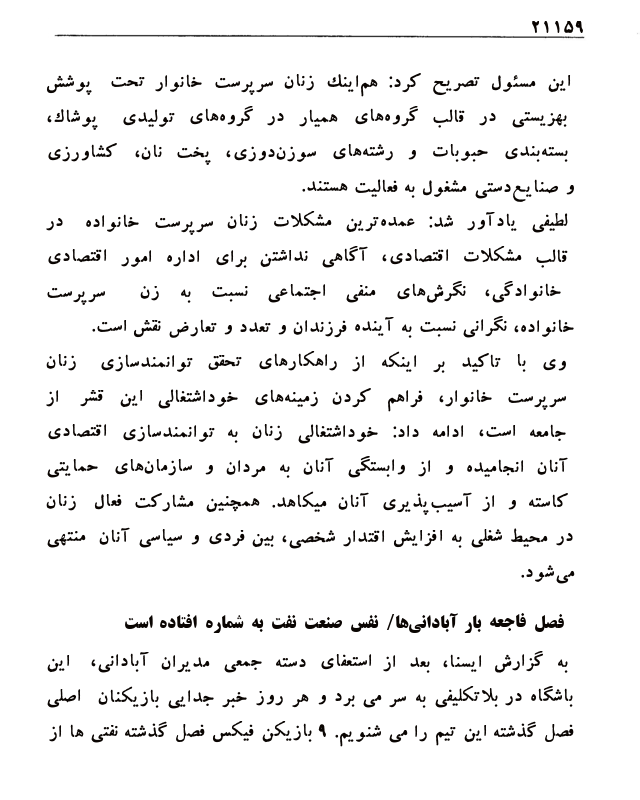 ۲۱۱۵۹
این مسئول تصریح کرد: هم‌اینك زنان سرپرست خانوار تحت پوشش
بهزیستی در قالب گروه‌های همیار در گروه‌های تولیدی پوشاك،
بسته‌بندی حبوبات و رشته‌های سوزن‌دوزی، پخت نان، کشاورزی
و صنایع‌دستی مشغول به فعالیت هستند.
لطیفی یادآور شد: عمده‌ترین مشکلات زنان سرپرست خانواده در
قالب مشکلات اقتصادی، آگاهی نداشتن برای اداره امور اقتصادی
خانوادگی، نگرش‌های منفی اجتماعی نسبت به زن سرپرست
خانواده، نگرانی نسبت به آینده فرزندان و تعدد و تعارض نقش است.
وی با تاکید بر اینکه از راهکارهای تحقق توانمندسازی زنان
سرپرست خانوار، فراهم کردن زمینه‌های خوداشتغالی این قشر از
جامعه است، ادامه داد: خوداشتغالی زنان به توانمندسازی اقتصادی
آنان انجامیده و از وابستگی آنان به مردان و سازمان‌های حمایتی
کاسته و از آسیب‌پذیری آنان میکاهد. همچنین مشارکت فعال زنان
در محیط شغلی به افزایش اقتدار شخصی، بین فردی و سیاسی آنان منتهی
می‌شود.
فصل فاجعه بار آبادانی‌ها/ نفس صنعت نفت به شماره افتاده است
به گزارش ایسنا، بعد از استعفای دسته جمعی مدیران آبادانی، این
باشگاه در بلاتکلیفی به سر می برد و هر روز خبر جدایی بازیکنان اصلی
فصل گذشته این تیم را می شنویم. ۹ بازیکن فیکس فصل گذشته نفتی ها از